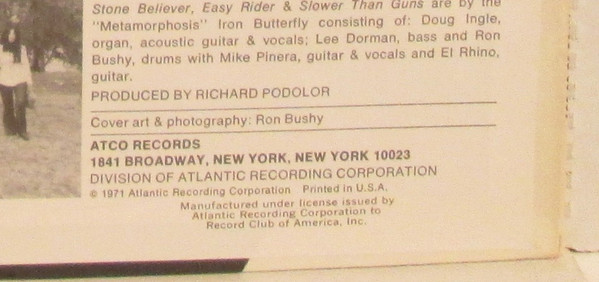 Stone Believer, Easy Rider & Slower Than Guns are by the
"Metamorphosis" Iron Butterfly consisting of: Doug Ingle,
organ, acoustic guitar & vocals; Lee Dorman, bass and Ron
Bushy, drums with Mike Pinera, guitar & vocals and El Rhino,
guitar.
PRODUCED BY RICHARD PODOLOR
Cover art & photography: Ron Bushy
ATCO RECORDS
1841 BROADWAY, NEW YORK, NEW YORK 10023
DIVISION OF ATLANTIC RECORDING CORPORATION
© 1971 Atlantic Recording Corporation Printed in U.S.A.
Manufactured under license issued by
Atlantic Recording Corporation to
Record Club of America, Inc.